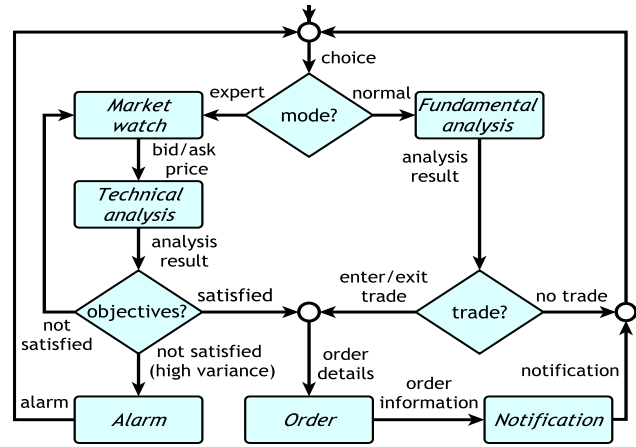 choice
expert
mode?
normal
Market
watch
Fundamental
analysis
bid/ask
price
analysis
result
Technical
analysis
analysis
result
objectives?
satisfied
enter/exit
trade
trade?
no trade
not
satisfied
not satisfied
(high variance)
order
details
order
information
notification
alarm
Alarm
Order
Notification